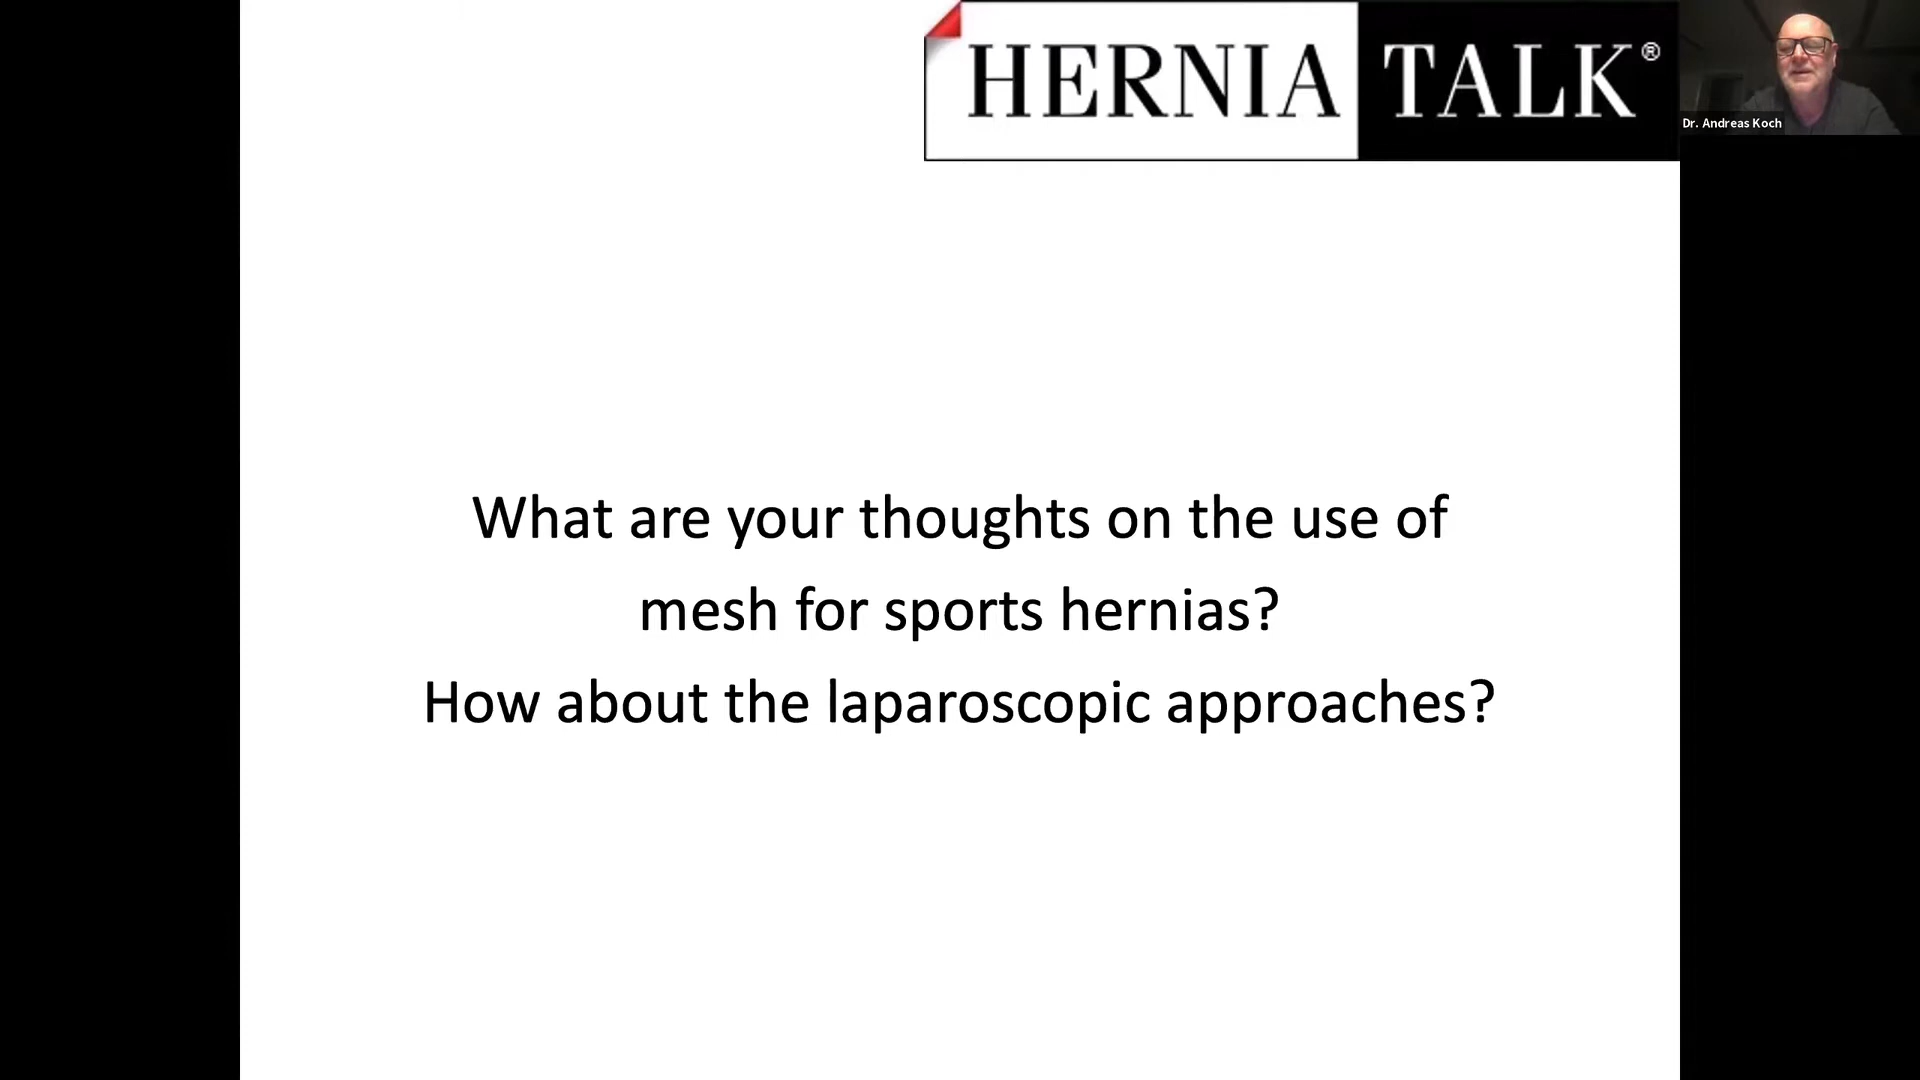 HERNIA TALK®
Dr. Andreas Koch
What are your thoughts on the use of
mesh for sports hernias?
How about the laparoscopic approaches?